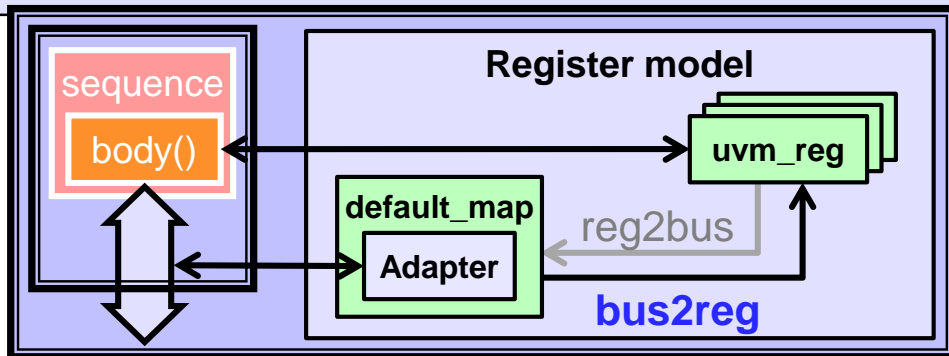 Register model
sequence
body()
uvm_reg
default_map
reg2bus
Adapter
bus2reg